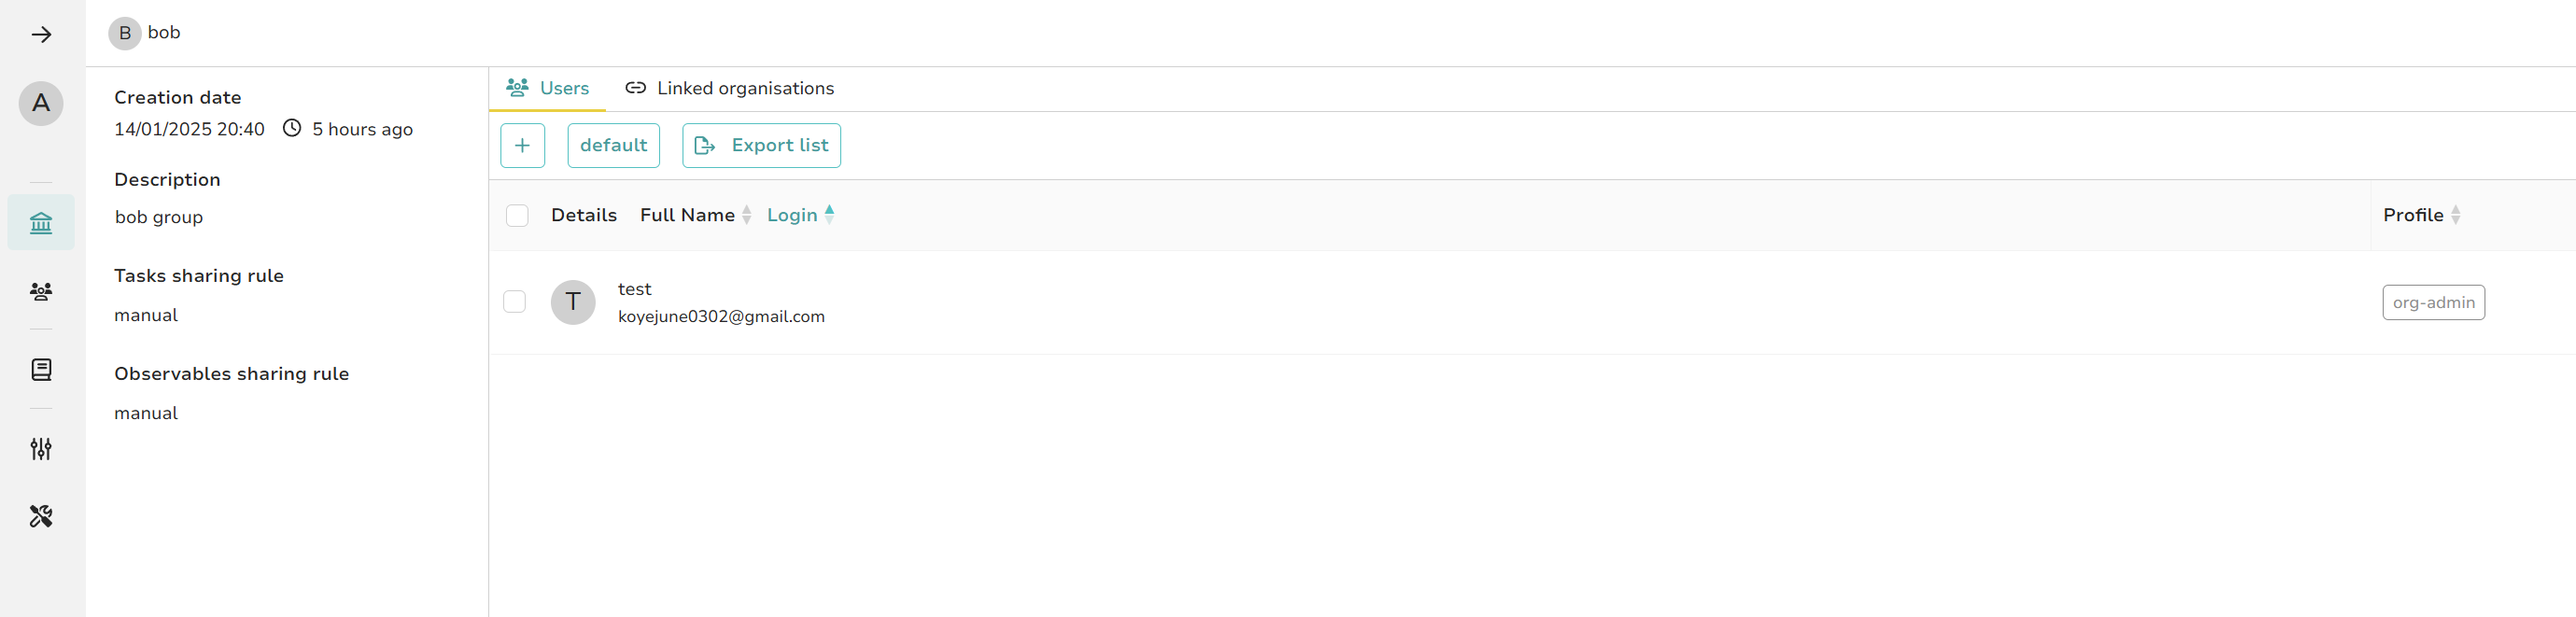 B bob
A
Creation date
14/01/2025 20:40 5 hours ago
Description
bob group
Tasks sharing rule
manual
Observables sharing rule
manual
Users Linked organisations
+ default Export list
Details Full Name Login Profile
T
test
koyejune0302@gmail.com
org-admin